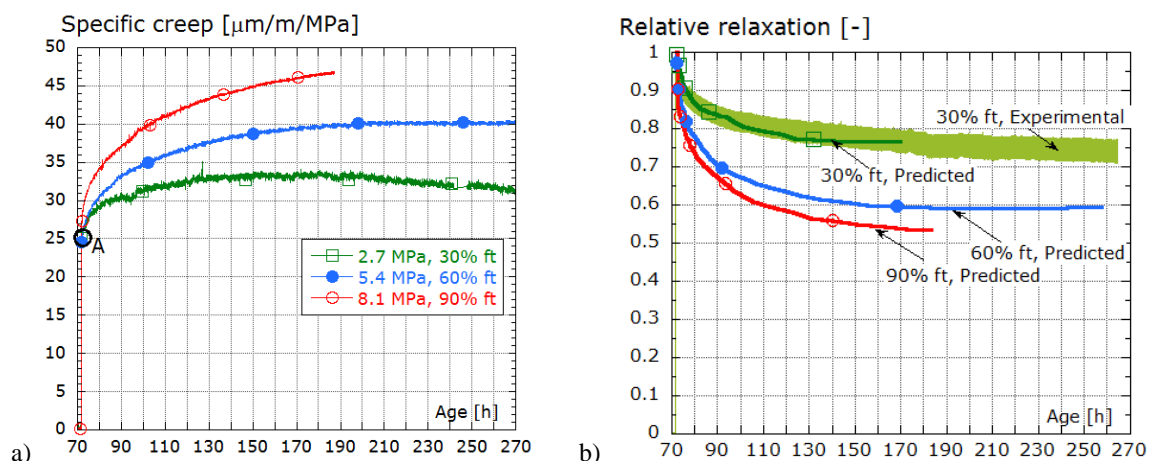 Specific creep [μm/m/MPa]
50
45
40
35
30
25
20
15
10
5
0
A
2.7 MPa, 30% ft
5.4 MPa, 60% ft
8.1 MPa, 90% ft
Age [h]
70 90 110 130 150 170 190 210 230 250 270
a)
Relative relaxation [-]
1
0.9
0.8
0.7
0.6
0.5
0.4
0.3
0.2
0.1
0
30% ft, Experimental
30% ft, Predicted
60% ft, Predicted
90% ft, Predicted
Age [h]
70 90 110 130 150 170 190 210 230 250 270
b)